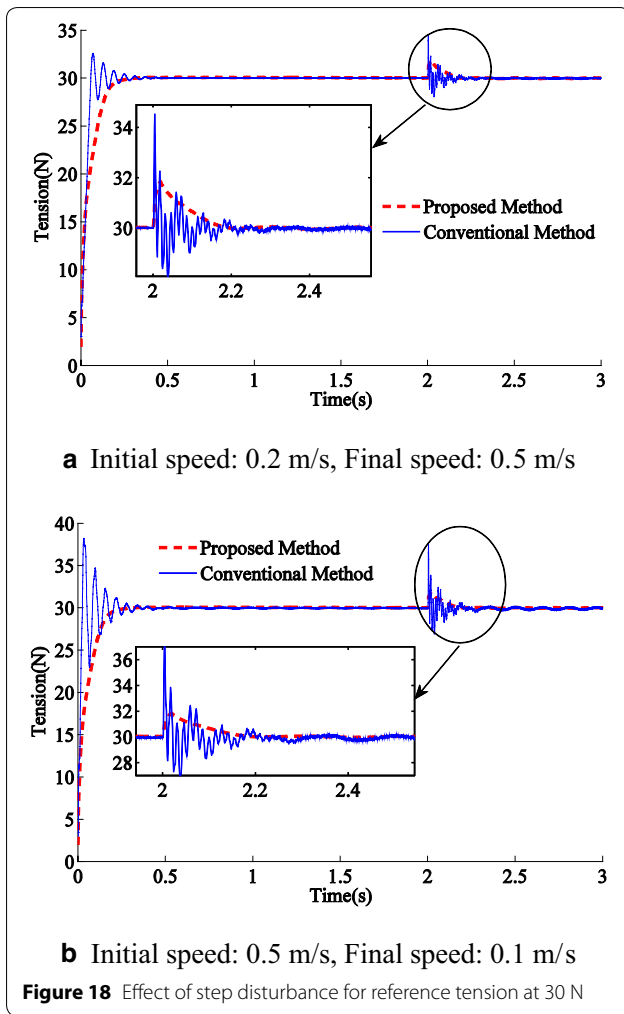 35
30
25
20
15
10
5
0
Tension(N)
34
32
30
2 2.2 2.4
Proposed Method
Conventional Method
0 0.5 1 1.5 2 2.5 3
Time(s)
a Initial speed: 0.2 m/s, Final speed: 0.5 m/s
40
35
30
25
20
15
10
5
0
Tension(N)
Proposed Method
Conventional Method
36
34
32
30
28
2 2.2 2.4
0 0.5 1 1.5 2 2.5 3
Time(s)
b Initial speed: 0.5 m/s, Final speed: 0.1 m/s
Figure 18 Effect of step disturbance for reference tension at 30 N